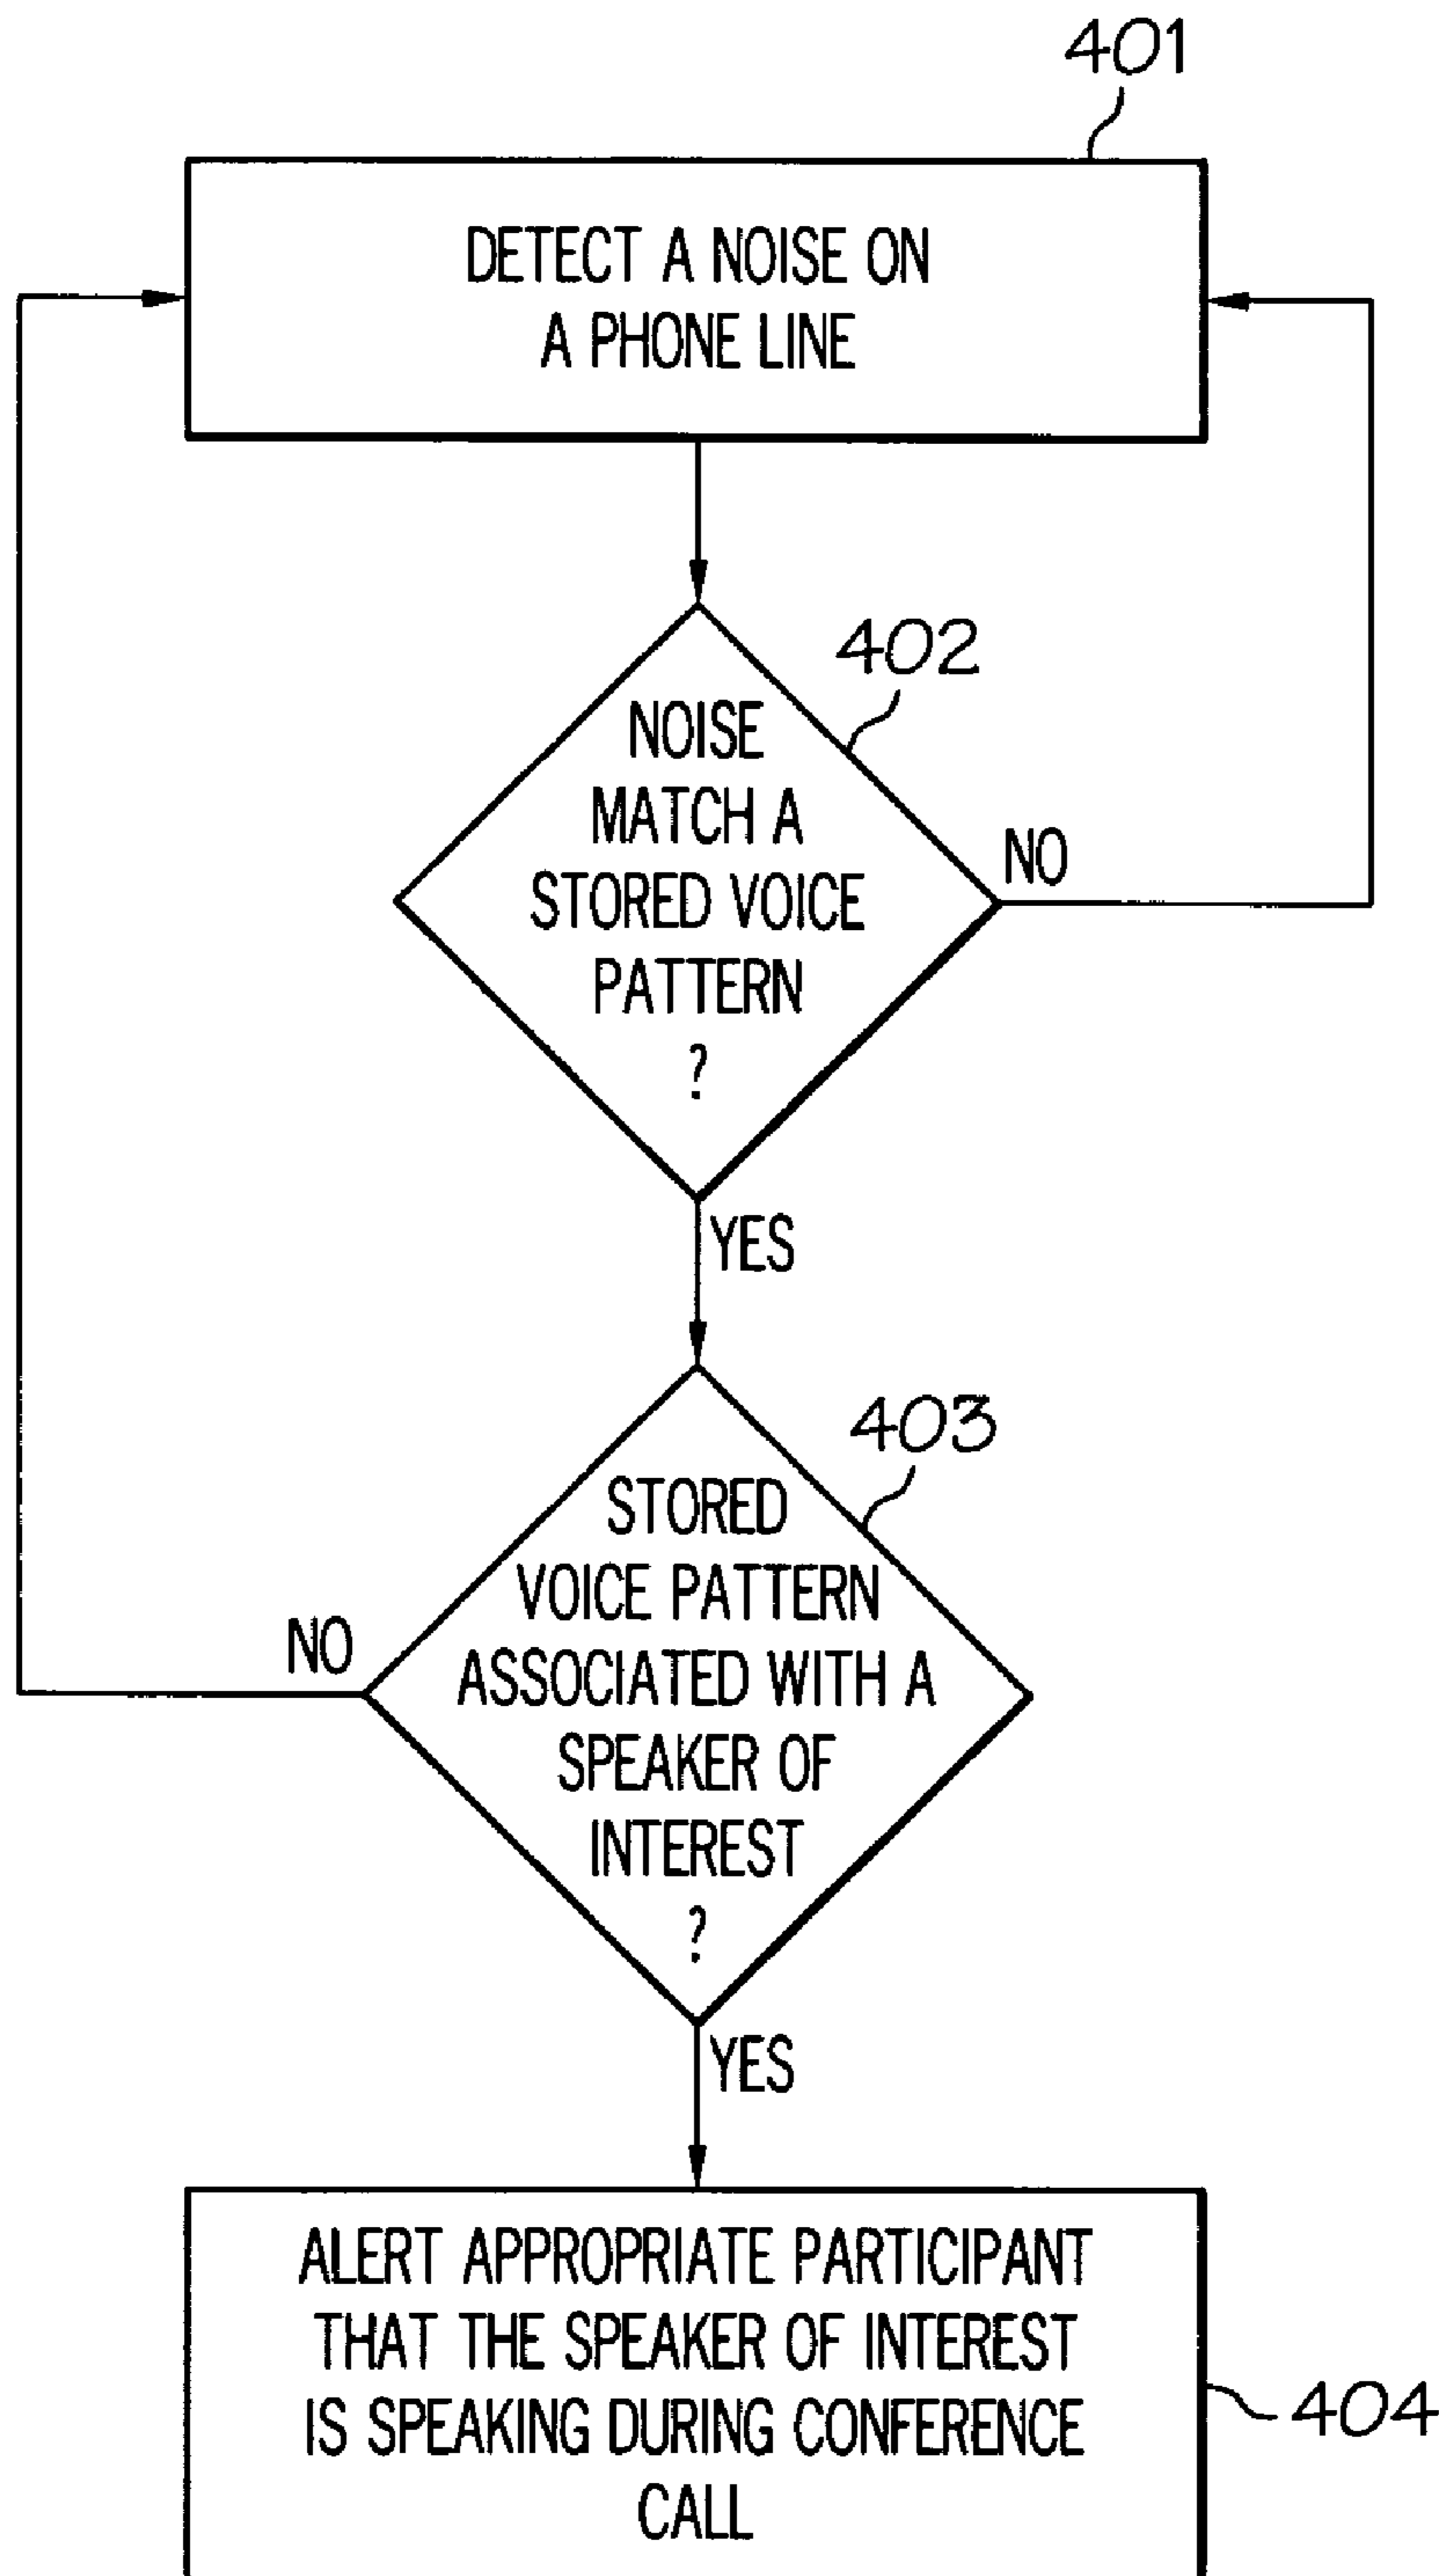 401
DETECT A NOISE ON
A PHONE LINE
402
NOISE
MATCH A
STORED VOICE
PATTERN
?
NO
YES
403
STORED
VOICE PATTERN
ASSOCIATED WITH A
SPEAKER OF
INTEREST
?
NO
YES
ALERT APPROPRIATE PARTICIPANT
THAT THE SPEAKER OF INTEREST
IS SPEAKING DURING CONFERENCE
CALL
404